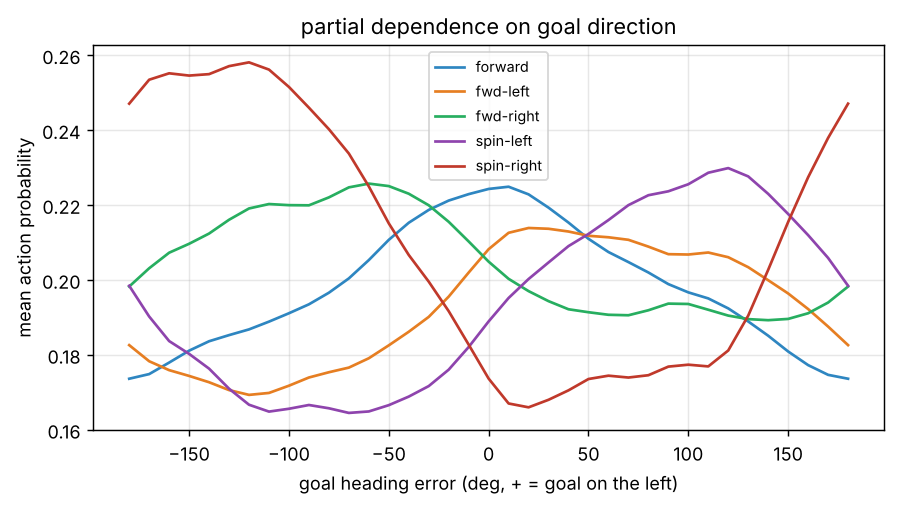 partial dependence on goal direction
0.26
0.24
0.22
0.20
0.18
0.16
mean action probability
forward
fwd-left
fwd-right
spin-left
spin-right
−150
−100
−50
0
50
100
150
goal heading error (deg, + = goal on the left)